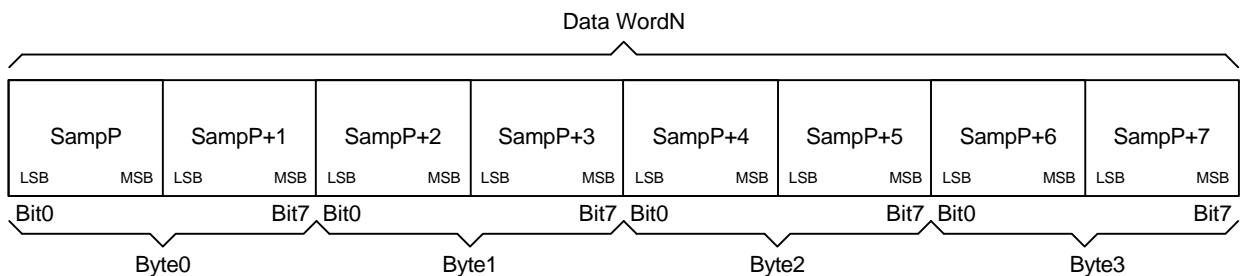 Data WordN
SampP SampP+1 SampP+2 SampP+3 SampP+4 SampP+5 SampP+6 SampP+7
LSB MSB LSB MSB LSB MSB LSB MSB LSB MSB LSB MSB LSB MSB LSB MSB
Bit0 Bit7 Bit0 Bit7 Bit0 Bit7 Bit0 Bit7
Byte0 Byte1 Byte2 Byte3